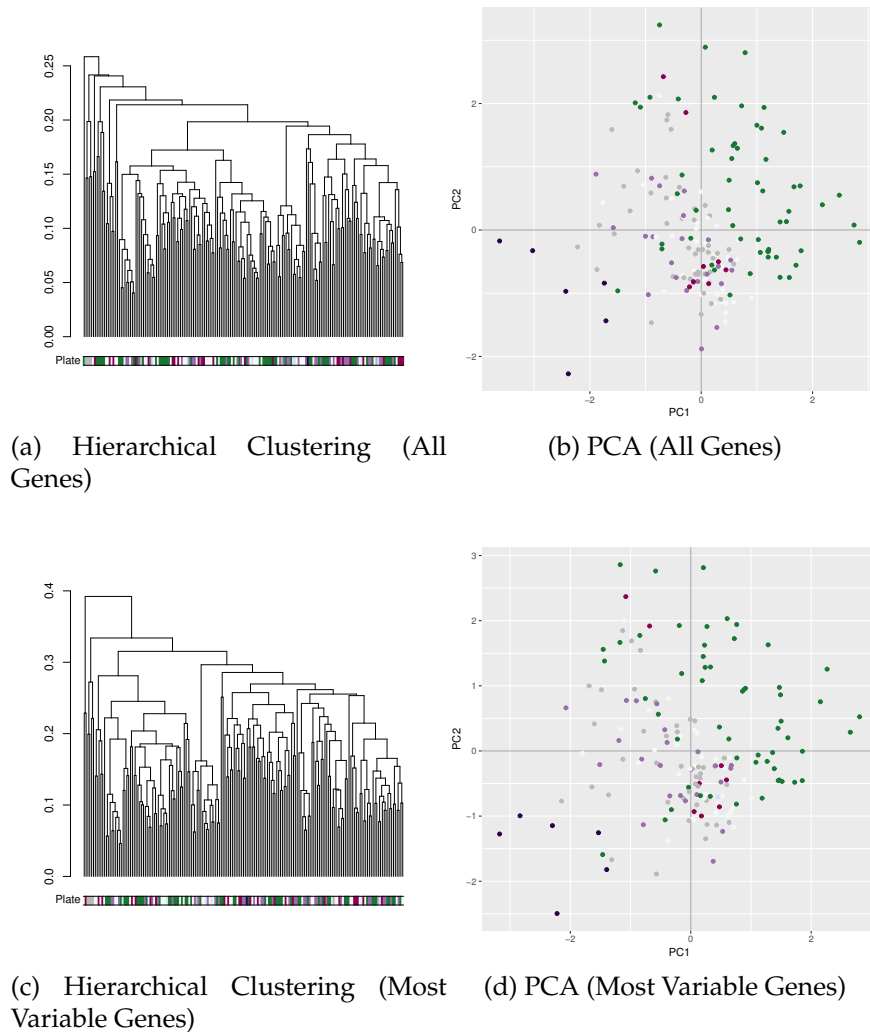 0.25
0.20
0.15
0.10
0.05
0.00
Plate
2
0
−2
PC2
−2 0 2
PC1
(a) Hierarchical Clustering (All
Genes)
(b) PCA (All Genes)
0.4
0.3
0.2
0.1
0.0
Plate
3
2
1
0
-1
-2
PC2
−2 0 2
PC1
(c) Hierarchical Clustering (Most
Variable Genes)
(d) PCA (Most Variable Genes)